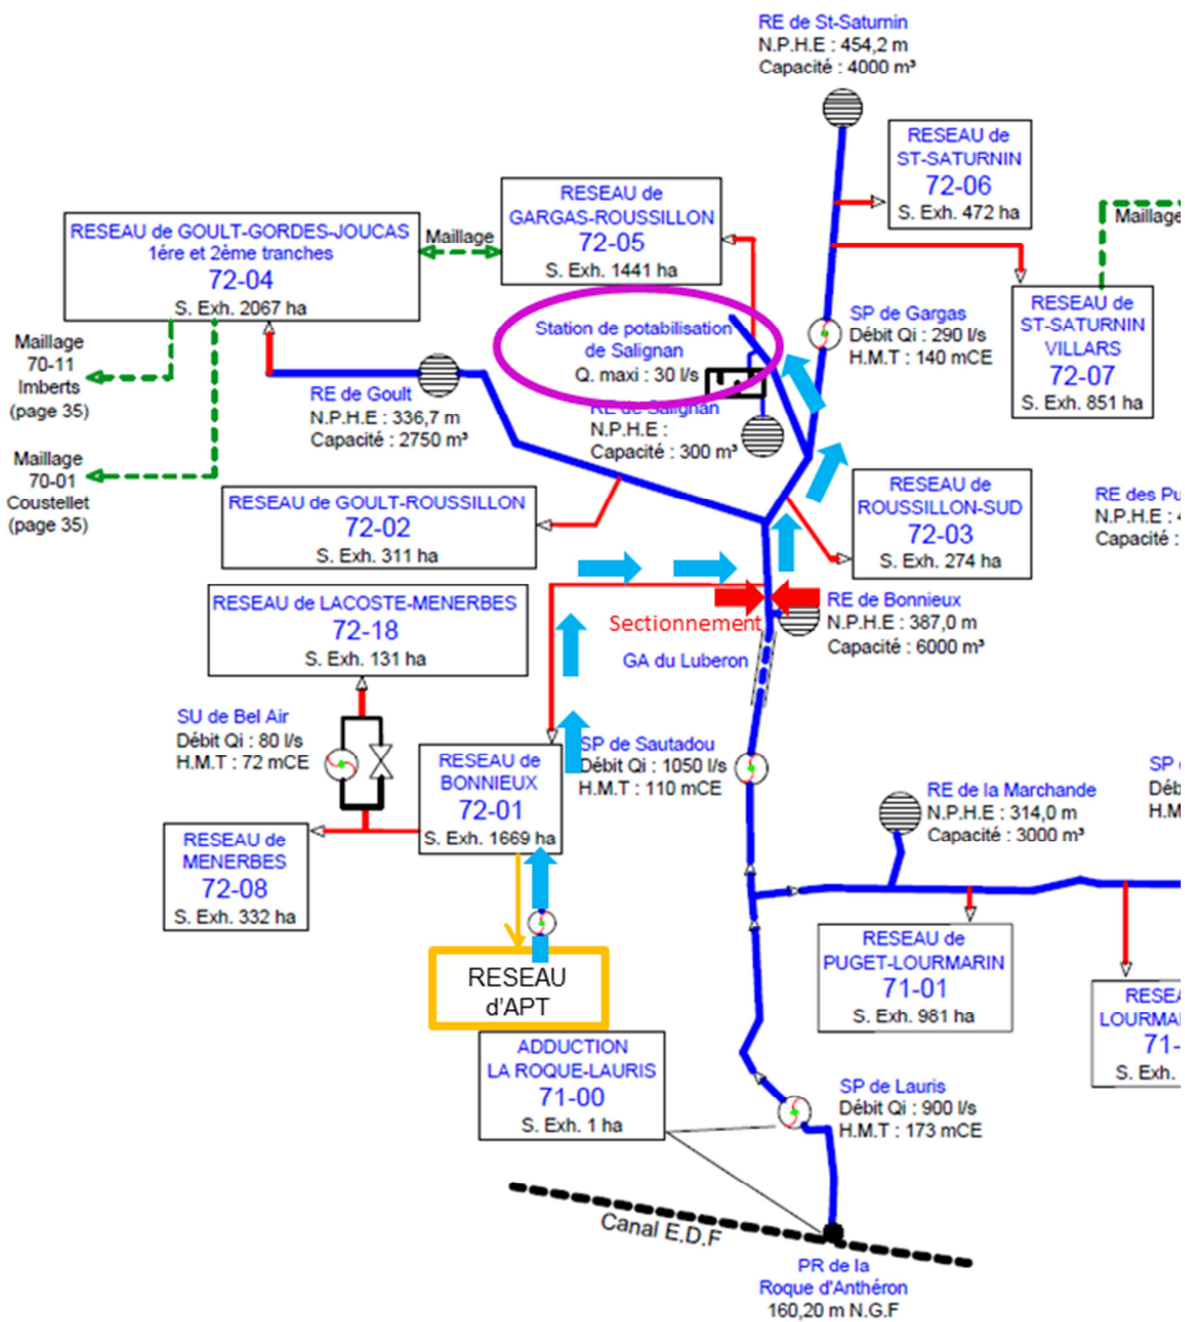 RE de St-Saturnin
N.P.H.E : 454,2 m
Capacité : 4000 m³
RESEAU de
ST-SATURNIN
72-06
S. Exh. 472 ha
Maillage
RESEAU de
GARGAS-ROUSSILLON
72-05
S. Exh. 1441 ha
RESEAU de GOULT-GORDES-JOUCAS
1ére et 2ème tranches
72-04
S. Exh. 2067 ha
Maillage
RESEAU de
ST-SATURNIN
VILLARS
72-07
S. Exh. 851 ha
SP de Gargas
Débit Qi : 290 l/s
H.M.T : 140 mCE
Station de potabilisation
de Salignan
Q. maxi : 30 l/s
RE de Salignan
N.P.H.E :
Capacité : 300 m³
Maillage
70-11
Imberts
(page 35)
RE de Goult
N.P.H.E : 336,7 m
Capacité : 2750 m³
Maillage
70-01
Coustellet
(page 35)
RESEAU de GOULT-ROUSSILLON
72-02
S. Exh. 311 ha
RESEAU de
ROUSSILLON-SUD
72-03
S. Exh. 274 ha
RE des Pu
N.P.H.E : 4
Capacité :
RESEAU de LACOSTE-MENERBES
72-18
S. Exh. 131 ha
Sectionnement
RE de Bonnieux
N.P.H.E : 387,0 m
Capacité : 6000 m³
GA du Luberon
SU de Bel Air
Débit Qi : 80 l/s
H.M.T : 72 mCE
RESEAU de
BONNIEUX
72-01
S. Exh. 1669 ha
SP de Sautadou
Débit Qi : 1050 l/s
H.M.T : 110 mCE
SP
Déb
H.M
RE de la Marchande
N.P.H.E : 314,0 m
Capacité : 3000 m³
RESEAU de
MENERBES
72-08
S. Exh. 332 ha
RESEAU
d'APT
RESEAU de
PUGET-LOURMARIN
71-01
S. Exh. 981 ha
RESEA
LOURMA
71-
S. Exh.
ADDUCTION
LA ROQUE-LAURIS
71-00
S. Exh. 1 ha
SP de Lauris
Débit Qi : 900 l/s
H.M.T : 173 mCE
Canal E.D.F
PR de la
Roque d'Anthéron
160,20 m N.G.F